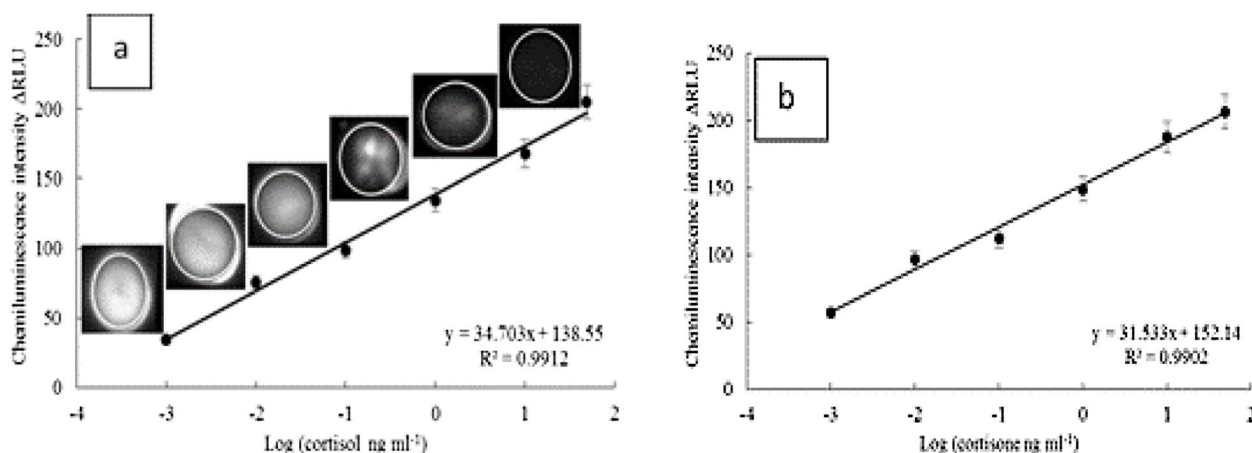 a
250
200
150
100
50
0
-4 -3 -2 -1 0 1 2
Chemiluminescence intensity ΔRLU
Log (cortisol ng ml⁻¹)
y = 34.703x + 138.55
R² = 0.9912
b
250
200
150
100
50
0
-4 -3 -2 -1 0 1 2
Chemiluminescence intensity ΔRLU
Log (cortisone ng ml⁻¹)
y = 31.533x + 152.14
R² = 0.9902